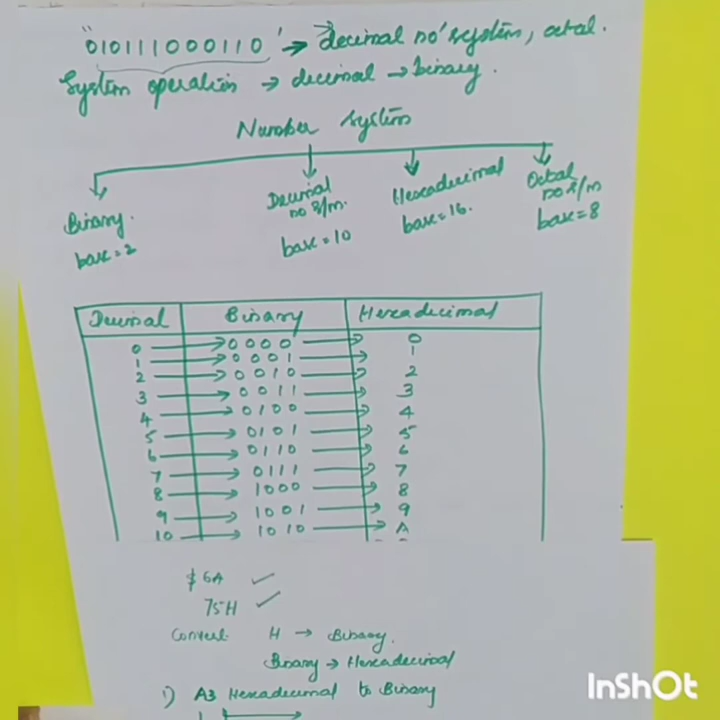 "010111000110" → decimal no' system, octal.
System operation → decimal → binary.
Number System
Binary.
base = 2
Decimal
no s/m.
base = 10
Hexadecimal
base = 16.
Octal
no s/m
base = 8
Decimal Binary Hexadecimal
0 → 0000 → 0
1 → 0001 → 1
2 → 0010 → 2
3 → 0011 → 3
4 → 0100 → 4
5 → 0101 → 5
6 → 0110 → 6
7 → 0111 → 7
8 → 1000 → 8
9 → 1001 → 9
10 → 1010 → A
$6A ✓
75H ✓
Convert H → Binary.
Binary → Hexadecimal
1) A3 Hexadecimal to Binary
InShOt